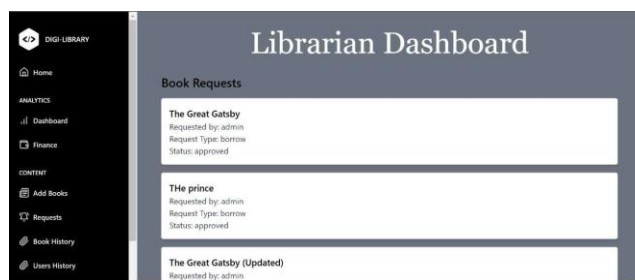 DIGI-LIBRARY
Home
ANALYTICS
Dashboard
Finance
CONTENT
Add Books
Requests
Book History
Users History
Librarian Dashboard
Book Requests
The Great Gatsby
Requested by: admin
Request Type: borrow
Status: approved
THe prince
Requested by: admin
Request Type: borrow
Status: approved
The Great Gatsby (Updated)
Requested by: admin